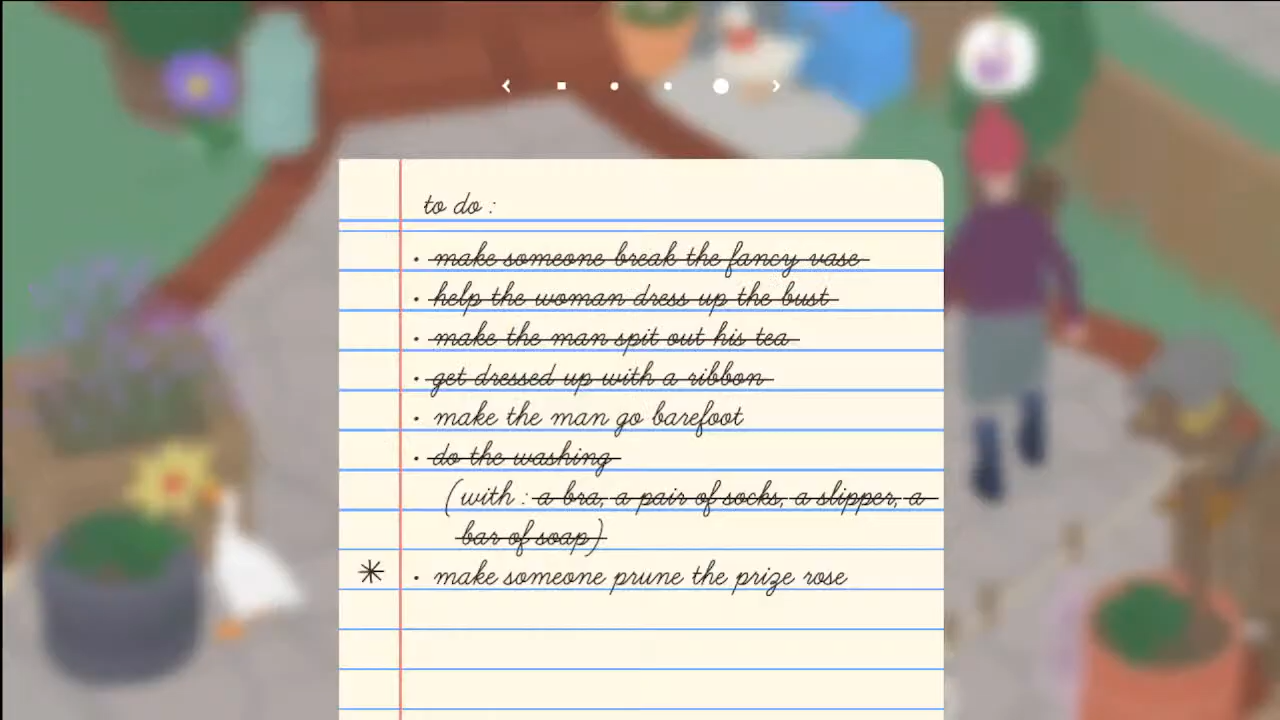 to do :
• make someone break the fancy vase
• help the woman dress up the bust
• make the man spit out his tea
• get dressed up with a ribbon
• make the man go barefoot
• do the washing
(with : a bra, a pair of socks, a slipper, a
bar of soap)
* • make someone prune the prize rose